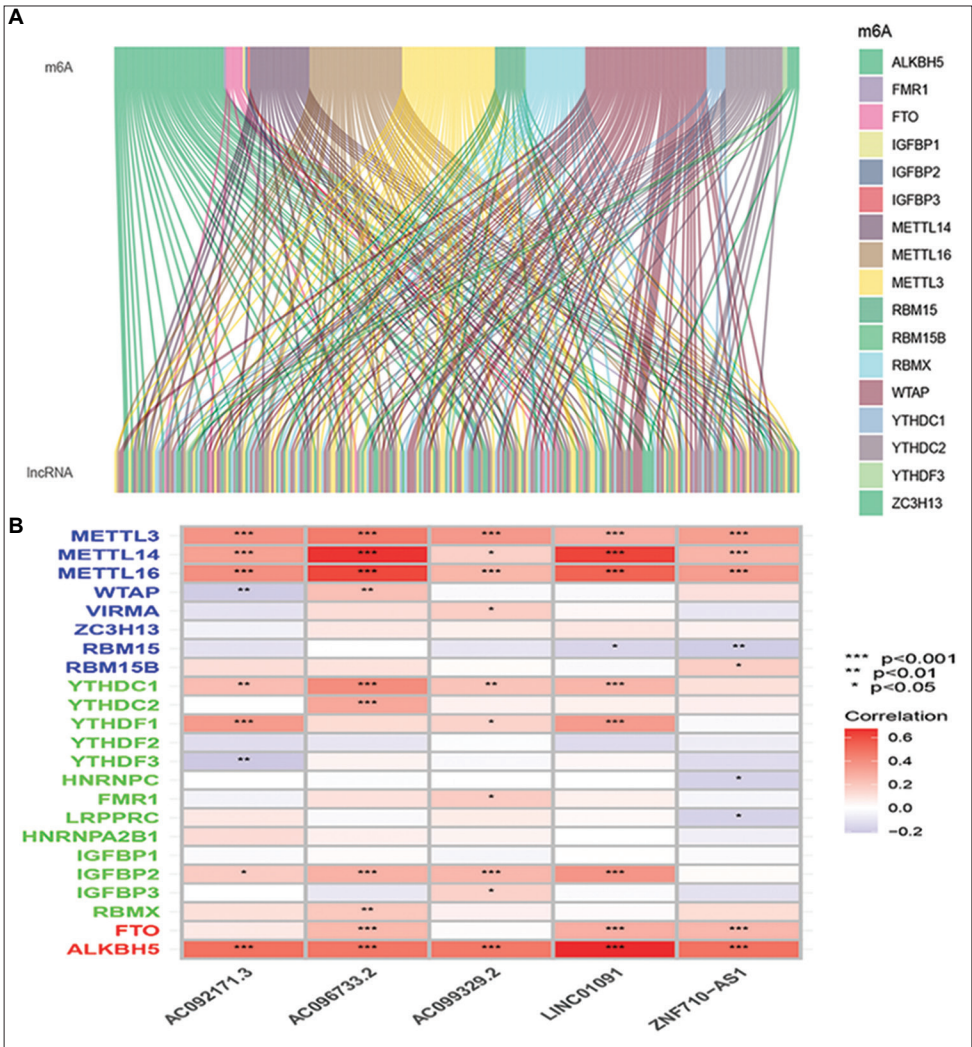 A
m6A
lncRNA
m6A
ALKBH5
FMR1
FTO
IGFBP1
IGFBP2
IGFBP3
METTL14
METTL16
METTL3
RBM15
RBM15B
RBMX
WTAP
YTHDC1
YTHDC2
YTHDF3
ZC3H13
B
METTL3 *** *** *** *** ***
METTL14 *** *** * *** ***
METTL16 *** *** *** *** ***
WTAP ** **
VIRMA *
ZC3H13
RBM15 * **
RBM15B *
YTHDC1 ** *** ** ***
YTHDC2 ***
YTHDF1 *** * ***
YTHDF2
YTHDF3 **
HNRNPC *
FMR1 *
LRPPRC *
HNRNPA2B1
IGFBP1
IGFBP2 * *** *** ***
IGFBP3 *
RBMX **
FTO *** *** ***
ALKBH5 *** *** *** *** ***
AC092171.3
AC096733.2
AC099329.2
LINC01091
ZNF710-AS1
*** p<0.001
** p<0.01
* p<0.05
Correlation
0.6
0.4
0.2
0.0
-0.2